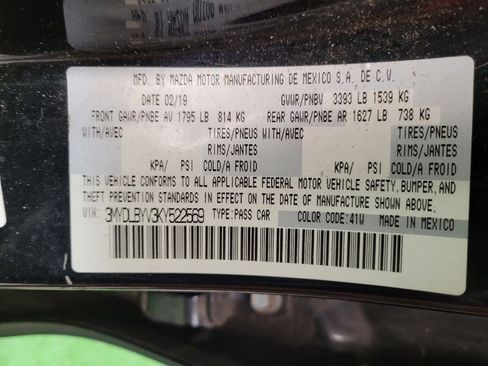 MFD. BY MAZDA MOTOR MANUFACTURING DE MEXICO S.A. DE C.V.
DATE 02/19 GVWR/PNBV 3393 LB 1539 KG
FRONT GAWR/PNBE AV 1795 LB 814 KG REAR GAWR/PNBE AR 1627 LB 738 KG
WITH/AVEC TIRES/PNEUS WITH/AVEC TIRES/PNEUS
RIMS/JANTES RIMS/JANTES
KPA/ PSI COLD/A FROID KPA/ PSI COLD/A FROID
THIS VEHICLE CONFORMS TO ALL APPLICABLE FEDERAL MOTOR VEHICLE SAFETY, BUMPER, AND
THEFT PREVENTION STANDARDS IN EFFECT ON THE DATE OF MANUFACTURE SHOWN ABOVE.
VIN: 3MVDLBYV3KY522569 TYPE:PASS CAR COLOR CODE:41W MADE IN MEXICO